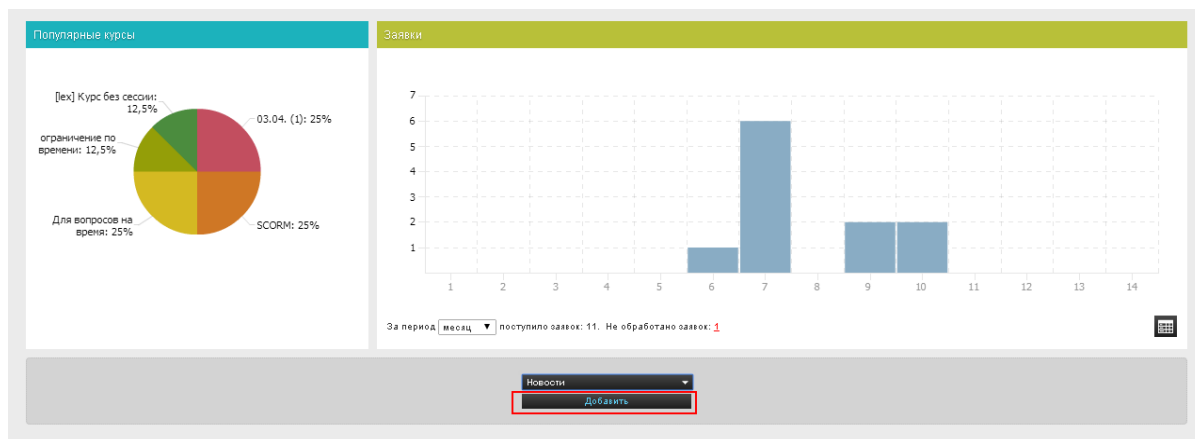 Популярные курсы
[lex] Курс без сессии:
12,5%
03.04. (1): 25%
ограничение по
времени: 12,5%
Для вопросов на
время: 25%
SCORM: 25%
Заявки
7
6
5
4
3
2
1
1 2 3 4 5 6 7 8 9 10 11 12 13 14
За период месяц ▼ поступило заявок: 11. Не обработано заявок: 1
Новости
Добавить